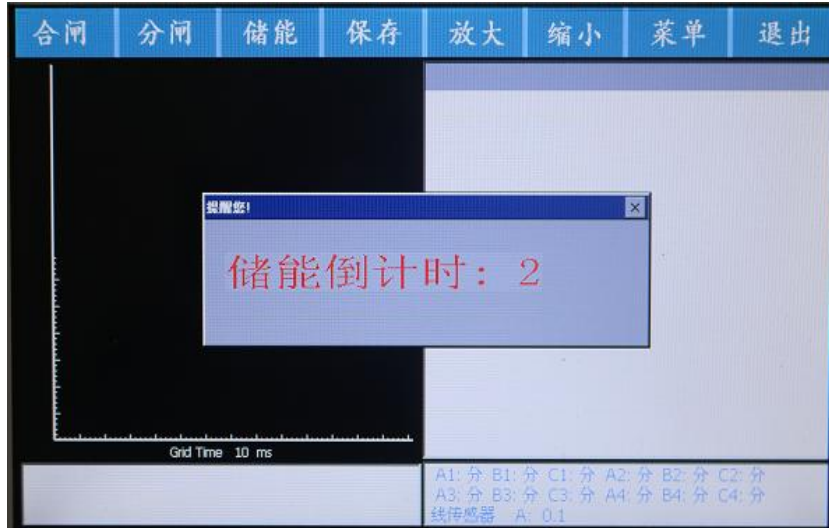 合闸 分闸 储能 保存 放大 缩小 菜单 退出
提醒您!
储能倒计时: 2
Grid Time 10 ms
A1: 分 B1: 分 C1: 分 A2: 分 B2: 分 C2: 分
A3: 分 B3: 分 C3: 分 A4: 分 B4: 分 C4: 分
线传感器 A: 0.1